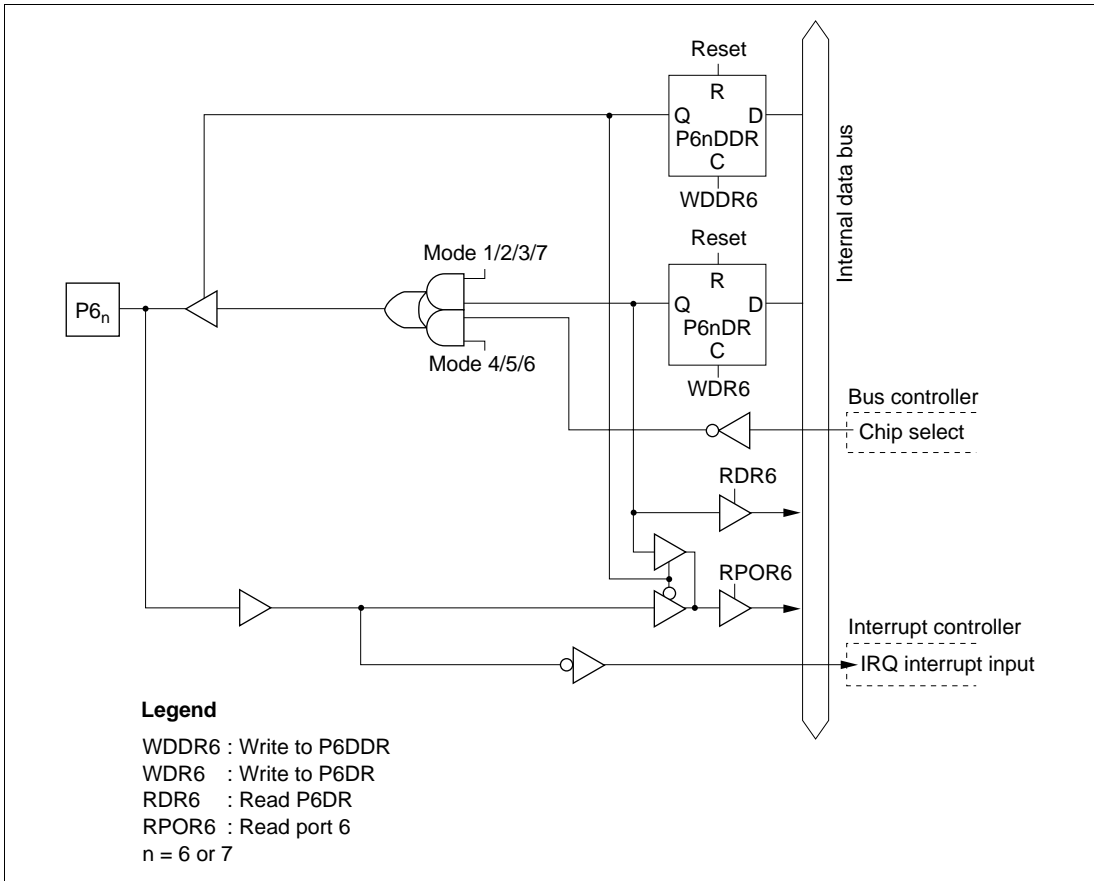 Reset
R
Q D
P6nDDR
C
WDDR6
Internal data bus
Reset
R
Q D
P6nDR
C
WDR6
Mode 1/2/3/7
P6n
Mode 4/5/6
Bus controller
Chip select
RDR6
RPOR6
Interrupt controller
IRQ interrupt input
Legend
WDDR6 : Write to P6DDR
WDR6 : Write to P6DR
RDR6 : Read P6DR
RPOR6 : Read port 6
n = 6 or 7